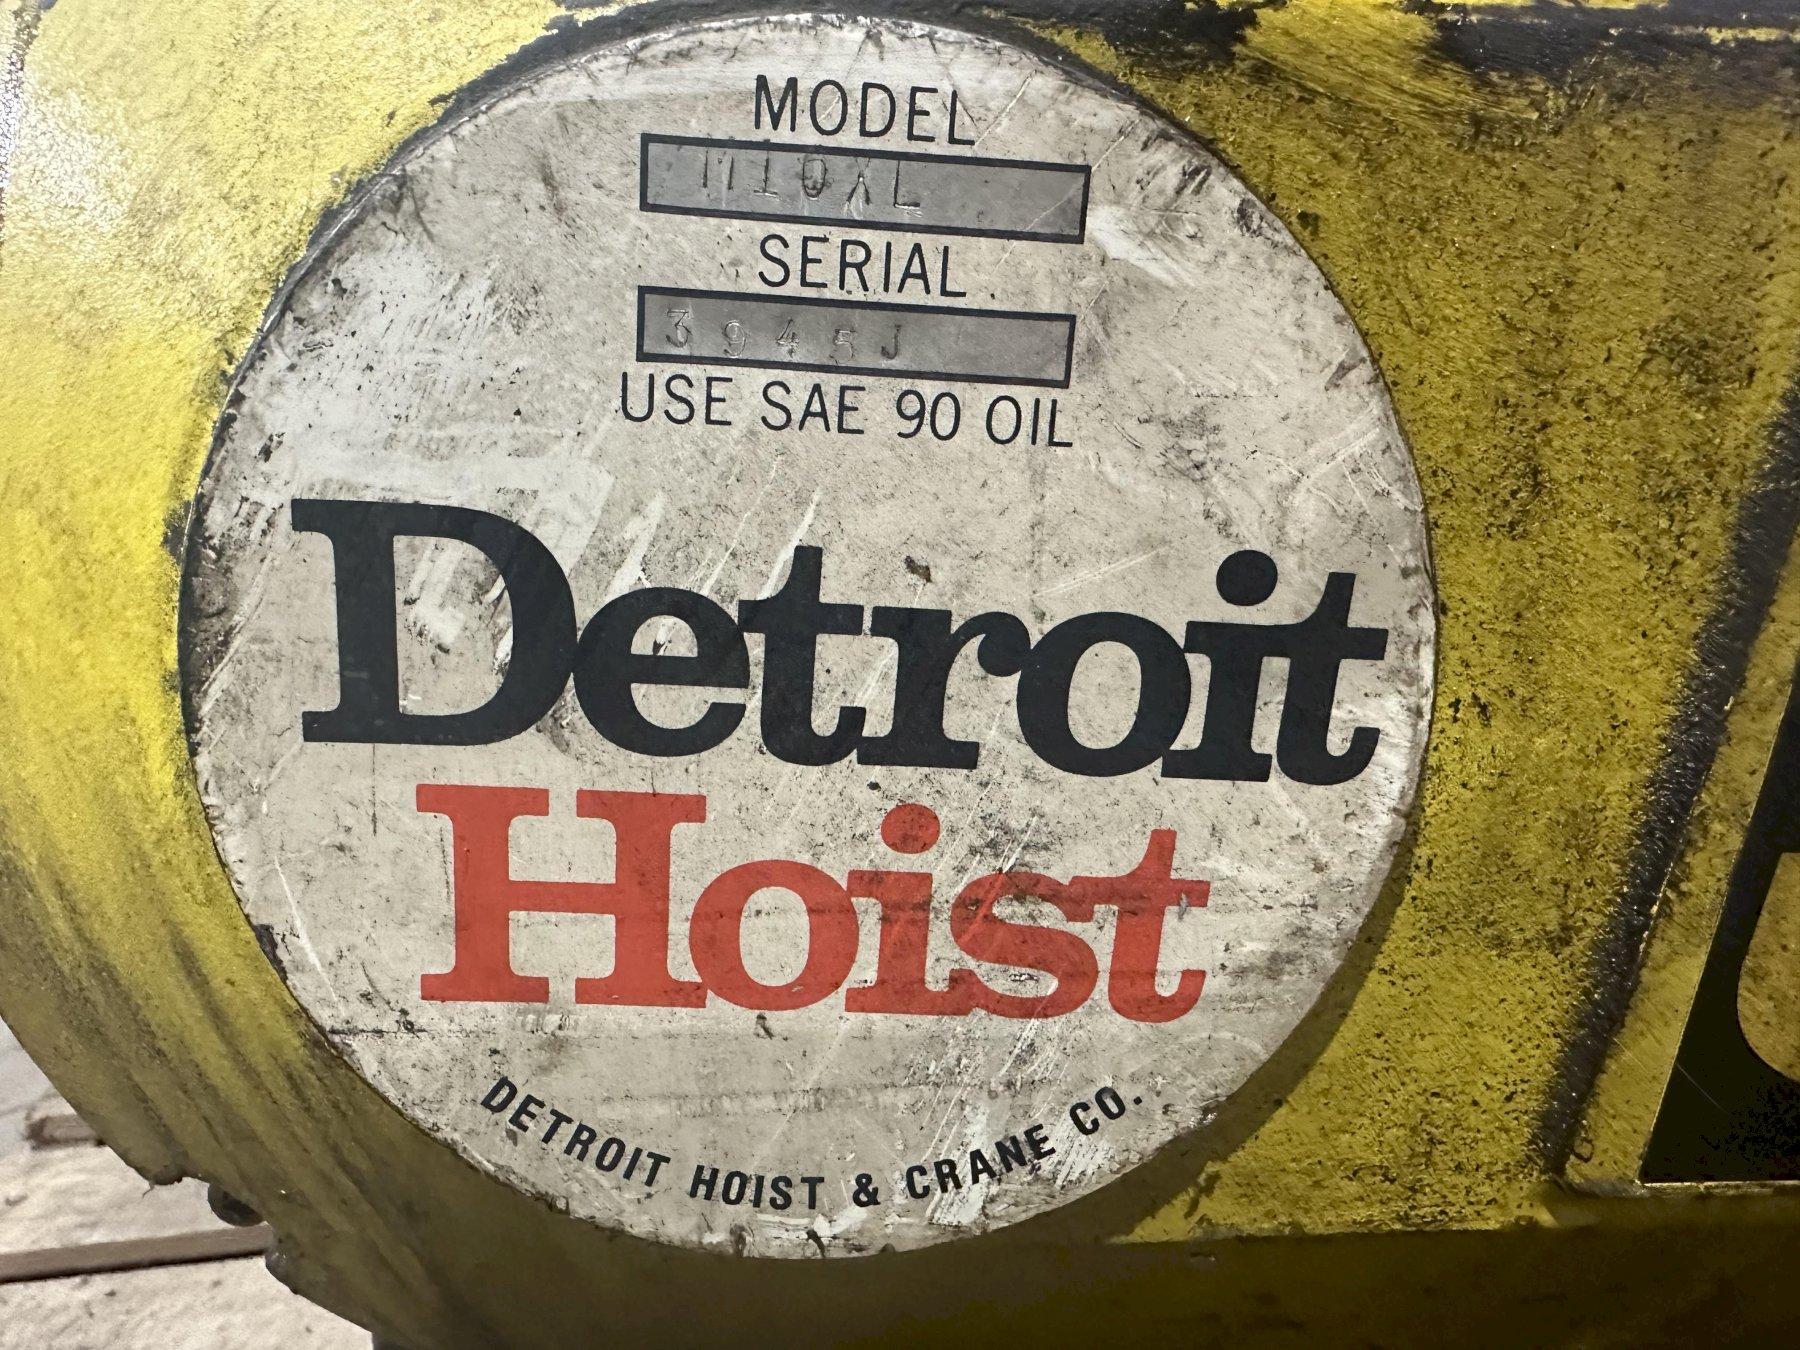 MODEL
M10XL
SERIAL
3945J
USE SAE 90 OIL
Detroit
Hoist
DETROIT HOIST & CRANE CO.